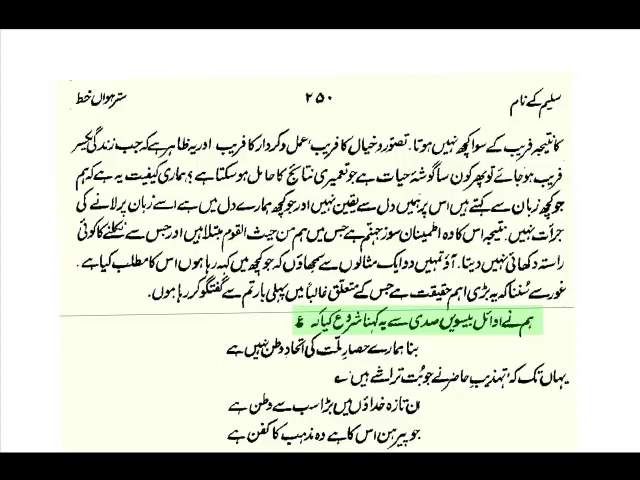 سلیم کے نام ۲۵۰ سترھواں خط
کا نتیجہ فریب کے سوا کچھ نہیں ہوتا۔ تصور و خیال کا فریب‘ عمل و کردار کا فریب اور یہ ظاہر ہے کہ جب زندگی یکسر
فریب ہو جائے تو پھر کون سا گوشۂ حیات ہے جو تعمیری نتائج کا حامل ہو سکتا ہے؟ ہماری کیفیت یہ ہے کہ ہم
جو کچھ زبان سے کہتے ہیں اس پر ہمیں دل سے یقین نہیں اور جو کچھ ہمارے دل میں ہے اسے زبان پر لانے کی
جرأت نہیں۔ نتیجہ اس کا وہ اطمینان سوز جہنم ہے جس میں ہم من حیث القوم مبتلا ہیں اور جس سے نکلنے کا کوئی
راستہ دکھائی نہیں دیتا۔ آؤ تمہیں دو ایک مثالوں سے سمجھاؤں کہ جو کچھ میں کہہ رہا ہوں اس کا مطلب کیا ہے۔
غور سے سُننا کہ یہ بڑی اہم حقیقت ہے جس کے متعلق غالباً میں پہلی بار تم سے گفتگو کر رہا ہوں۔
ہم نے اوائل بیسویں صدی سے یہ کہنا شروع کیا کہ ؏
بنا ہمارے حصارِ ملت کی اتحادِ وطن نہیں ہے
یہاں تک کہ ’تہذیبِ حاضر نے جو بُت تراشے ہیں‘ ؎
ان تازہ خداؤں میں بڑا سب سے وطن ہے
جو پیرہن اس کا ہے وہ مذہب کا کفن ہے